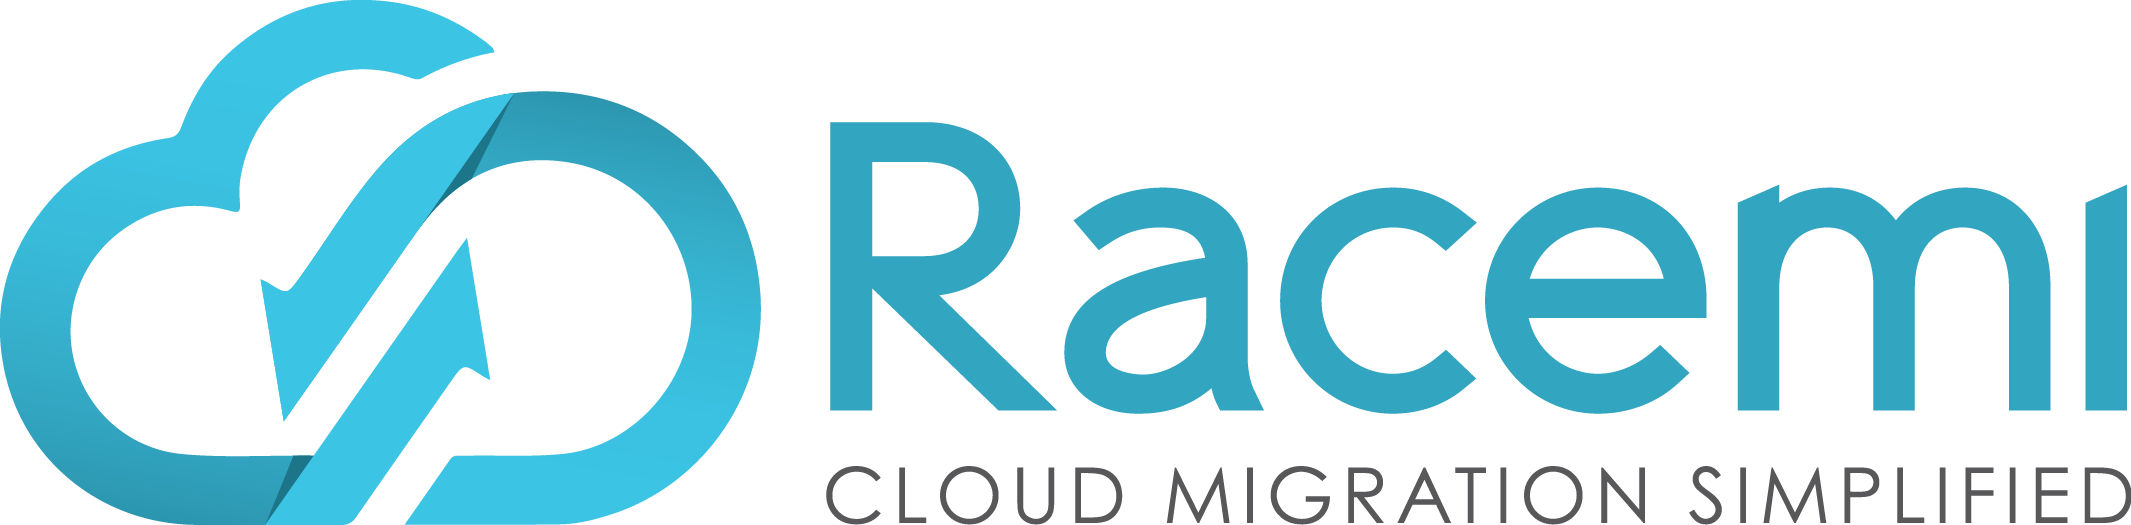 Racemi
CLOUD MIGRATION SIMPLIFIED